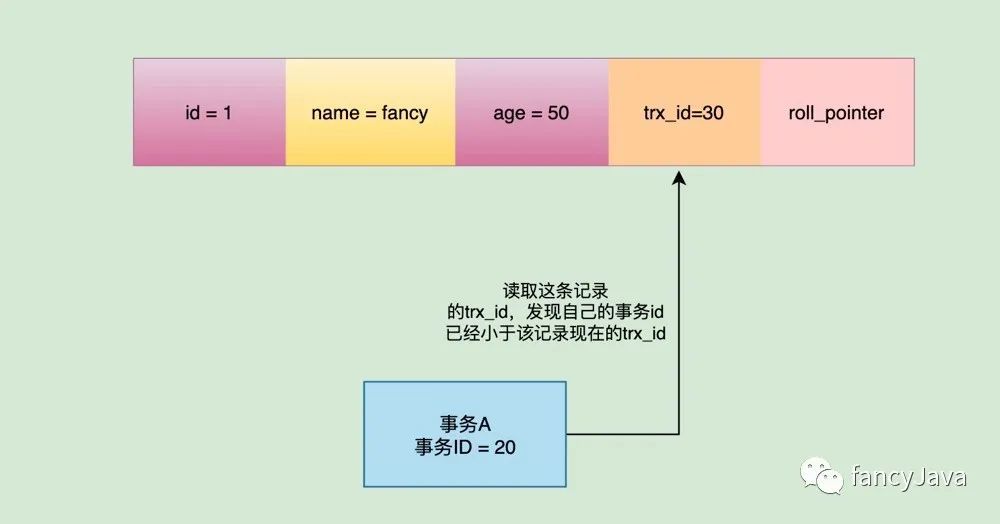 id = 1
name = fancy
age = 50
trx_id=30
roll_pointer
读取这条记录
的trx_id，发现自己的事务id
已经小于该记录现在的trx_id
事务A
事务ID = 20
fancyJava